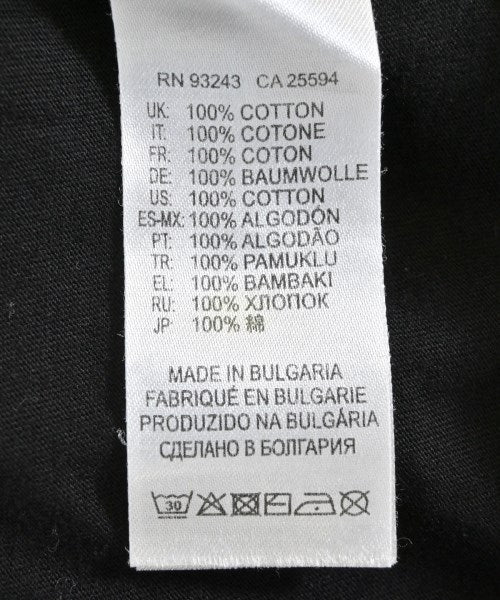 RN 93243 CA 25594
UK: 100% COTTON
IT: 100% COTONE
FR: 100% COTON
DE: 100% BAUMWOLLE
US: 100% COTTON
ES-MX: 100% ALGODÓN
PT: 100% ALGODÃO
TR: 100% PAMUKLU
EL: 100% ΒΑΜΒΑΚΙ
RU: 100% ХЛОПОК
JP: 100% 綿
MADE IN BULGARIA
FABRIQUÉ EN BULGARIE
PRODUZIDO NA BULGÁRIA
СДЕЛАНО В БОЛГАРИЯ
30